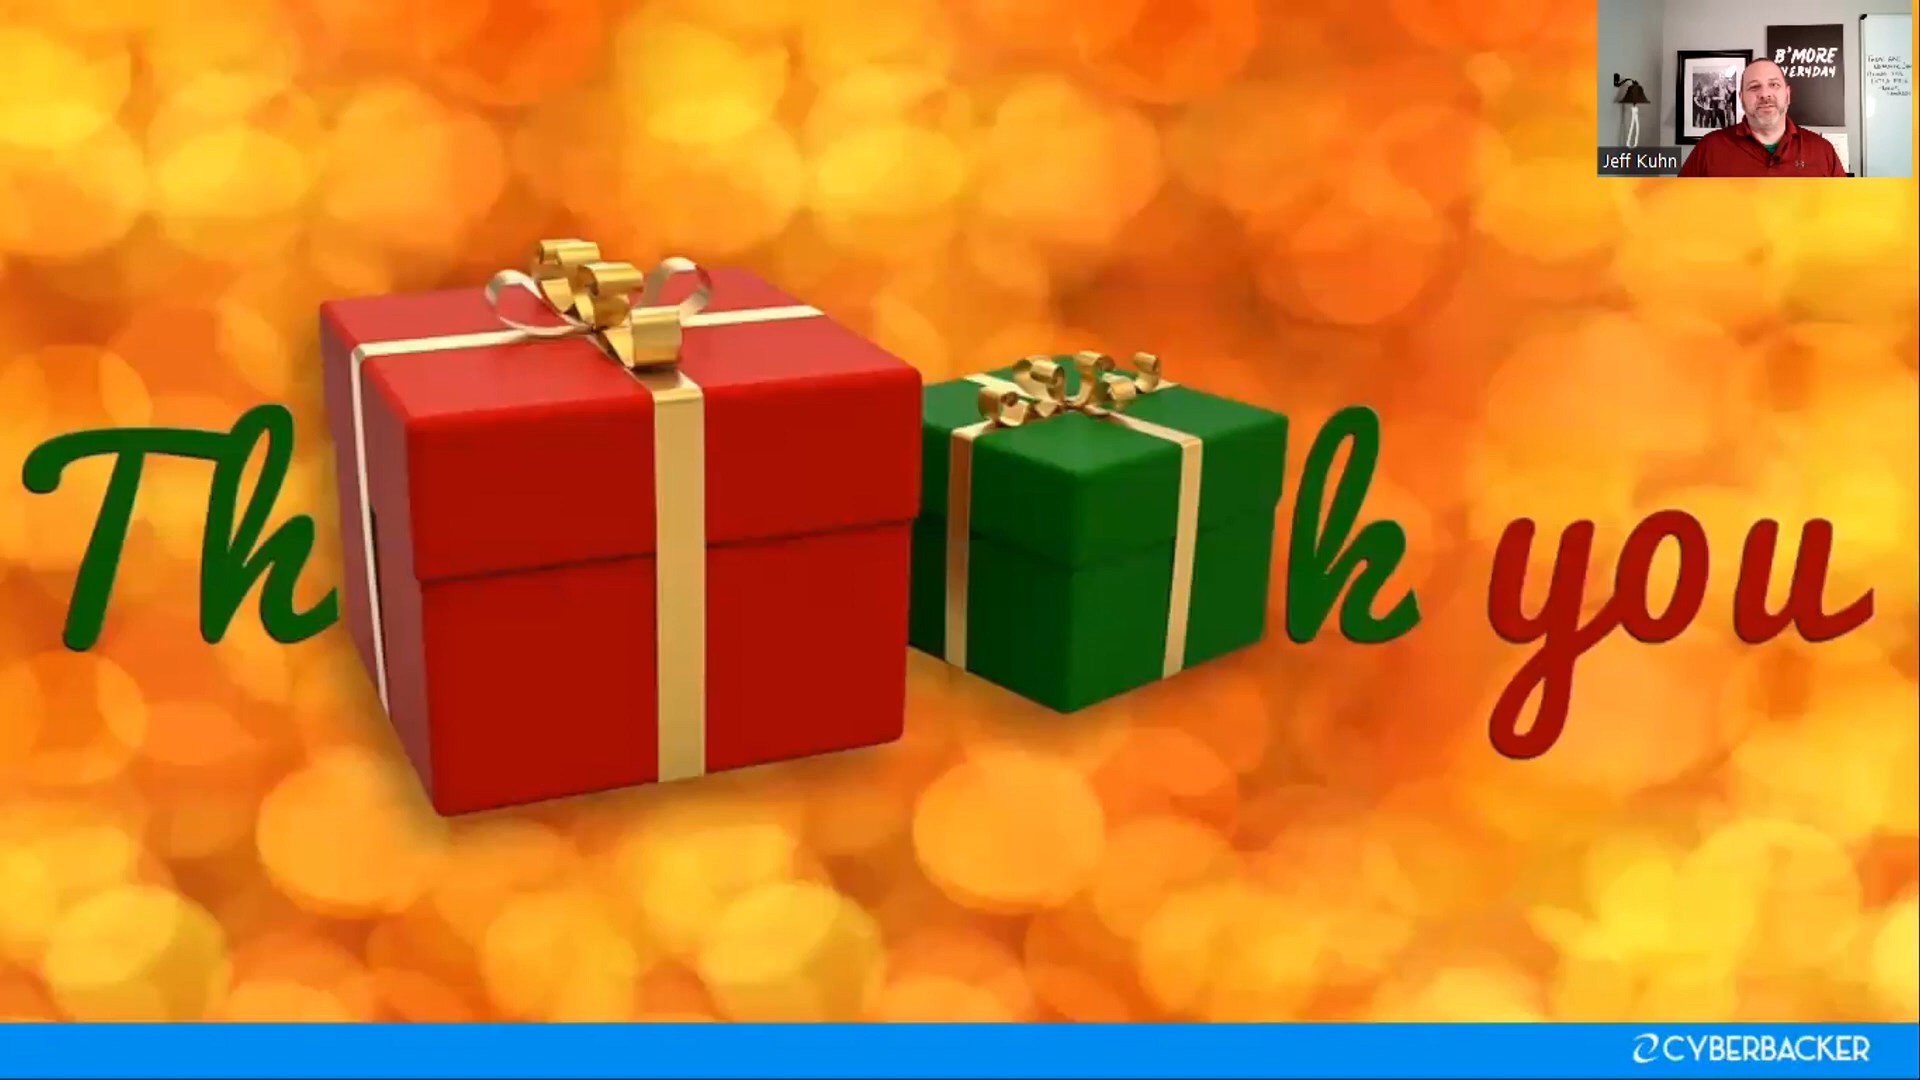 B'MORE
EVERYDAY
Jeff Kuhn
Th k you
CYBERBACKER